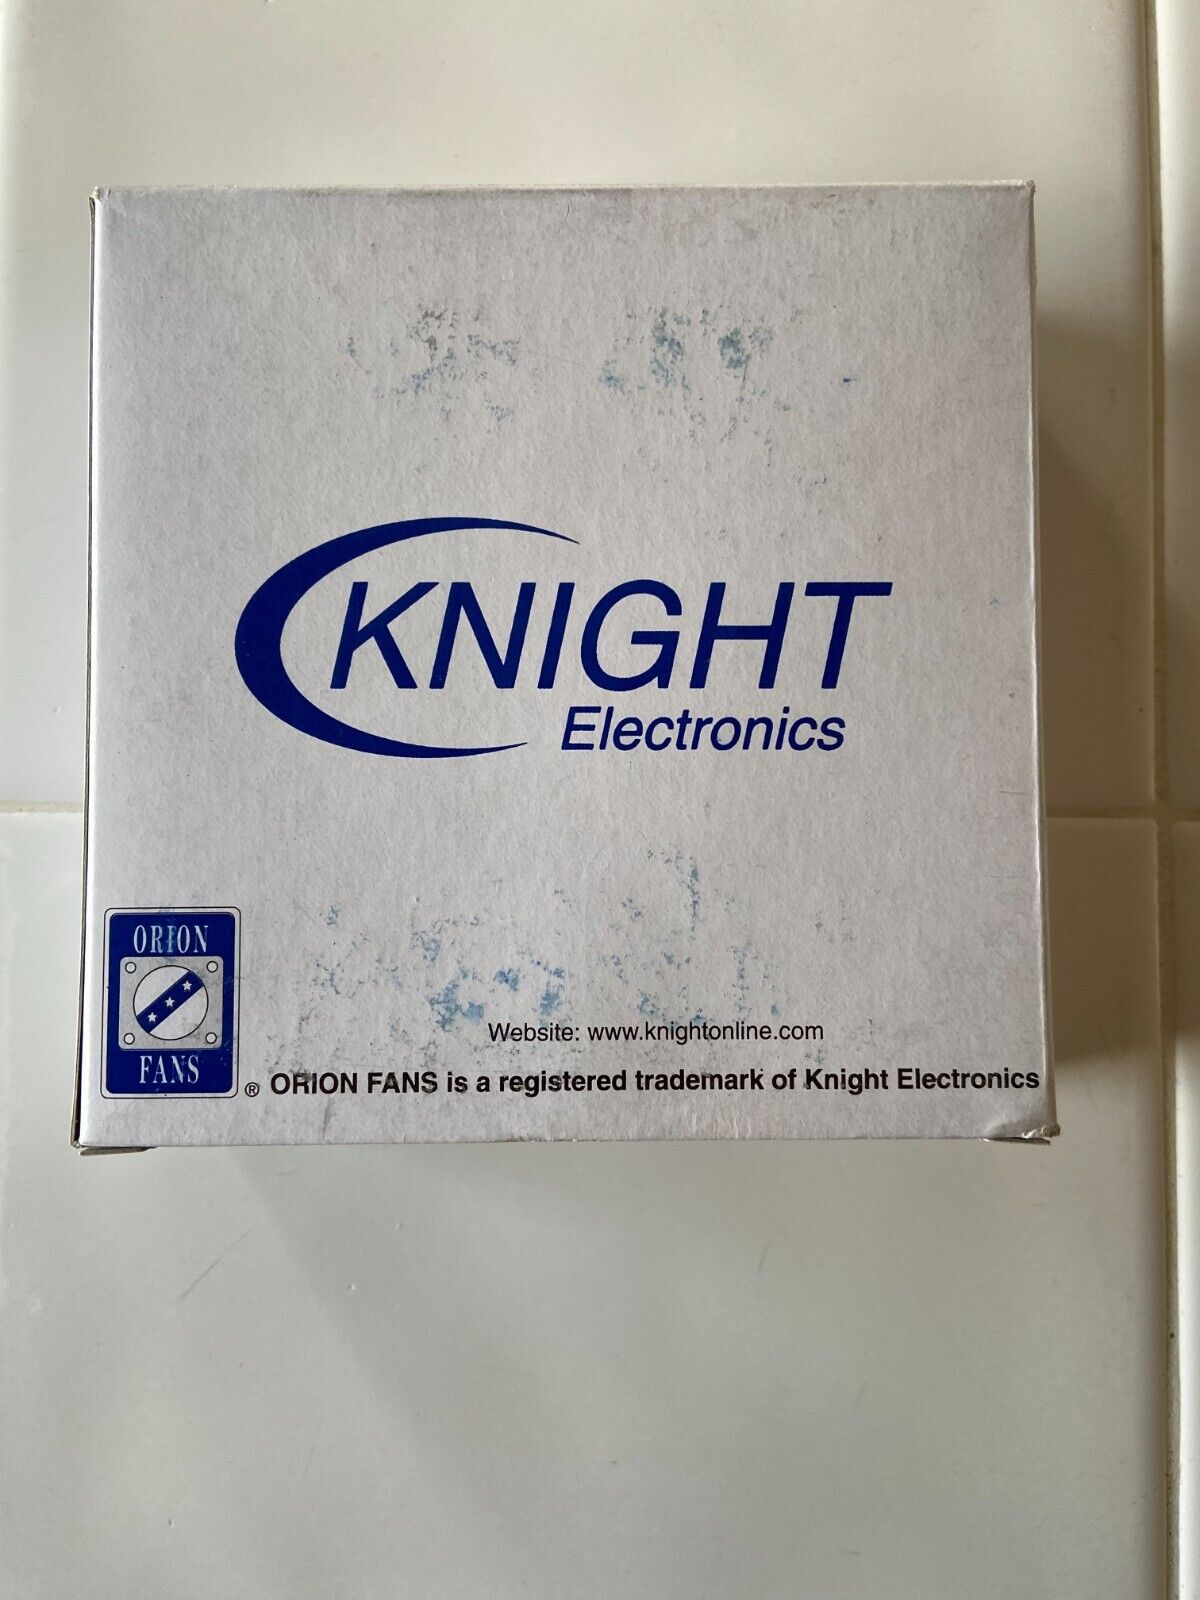 KNIGHT
Electronics
ORION
FANS
Website: www.knightonline.com
® ORION FANS is a registered trademark of Knight Electronics